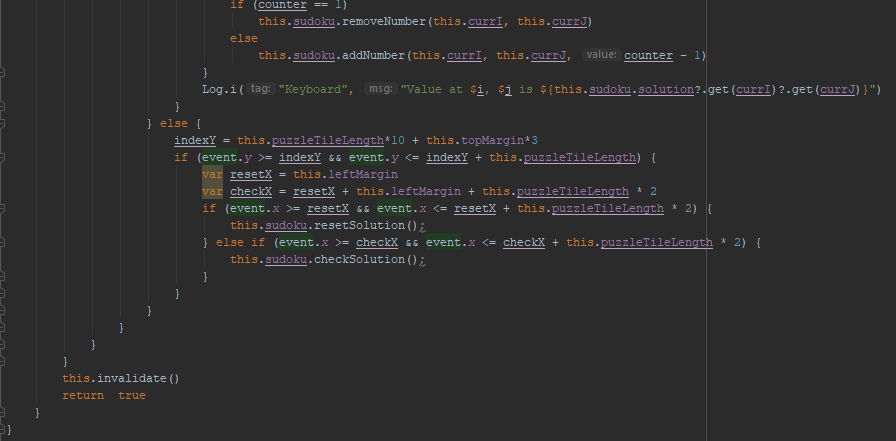 if (counter == 1)
this.sudoku.removeNumber(this.currI, this.currJ)
else
this.sudoku.addNumber(this.currI, this.currJ, value: counter - 1)
}
Log.i( tag: "Keyboard", msg: "Value at $i, $j is ${this.sudoku.solution?.get(currI)?.get(currJ)}")
}
} else {
indexY = this.puzzleTileLength*10 + this.topMargin*3
if (event.y >= indexY && event.y <= indexY + this.puzzleTileLength) {
var resetX = this.leftMargin
var checkX = resetX + this.leftMargin + this.puzzleTileLength * 2
if (event.x >= resetX && event.x <= resetX + this.puzzleTileLength * 2) {
this.sudoku.resetSolution();
} else if (event.x >= checkX && event.x <= checkX + this.puzzleTileLength * 2) {
this.sudoku.checkSolution();
}
}
}
}
}
}
this.invalidate()
return true
}
}